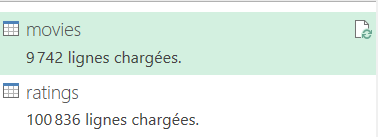 movies
9 742 lignes chargées.
ratings
100 836 lignes chargées.